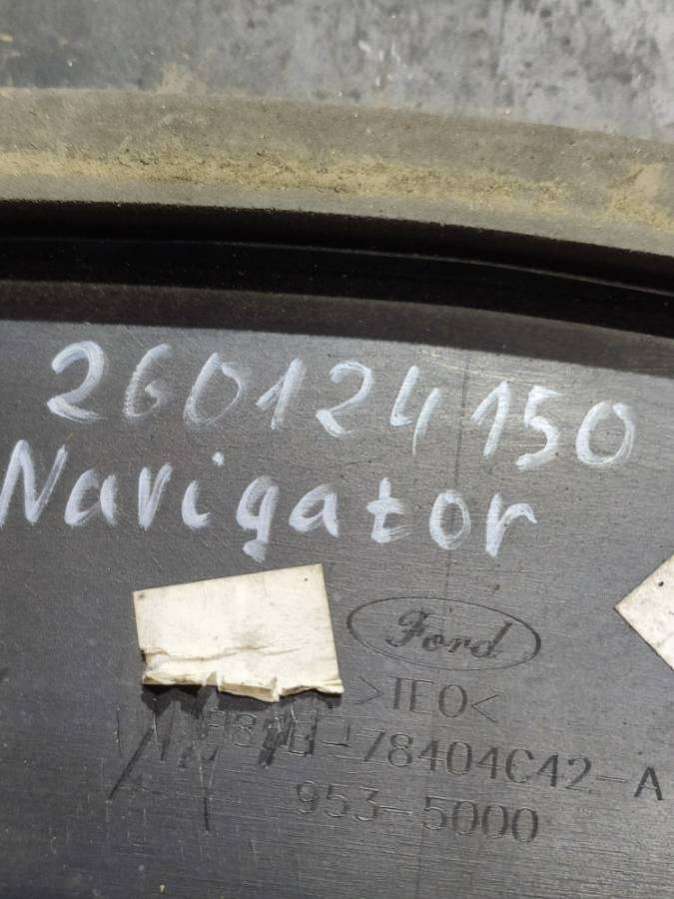 260124150
Navigator
Ford
>TEO<
78404C42-A
953-5000